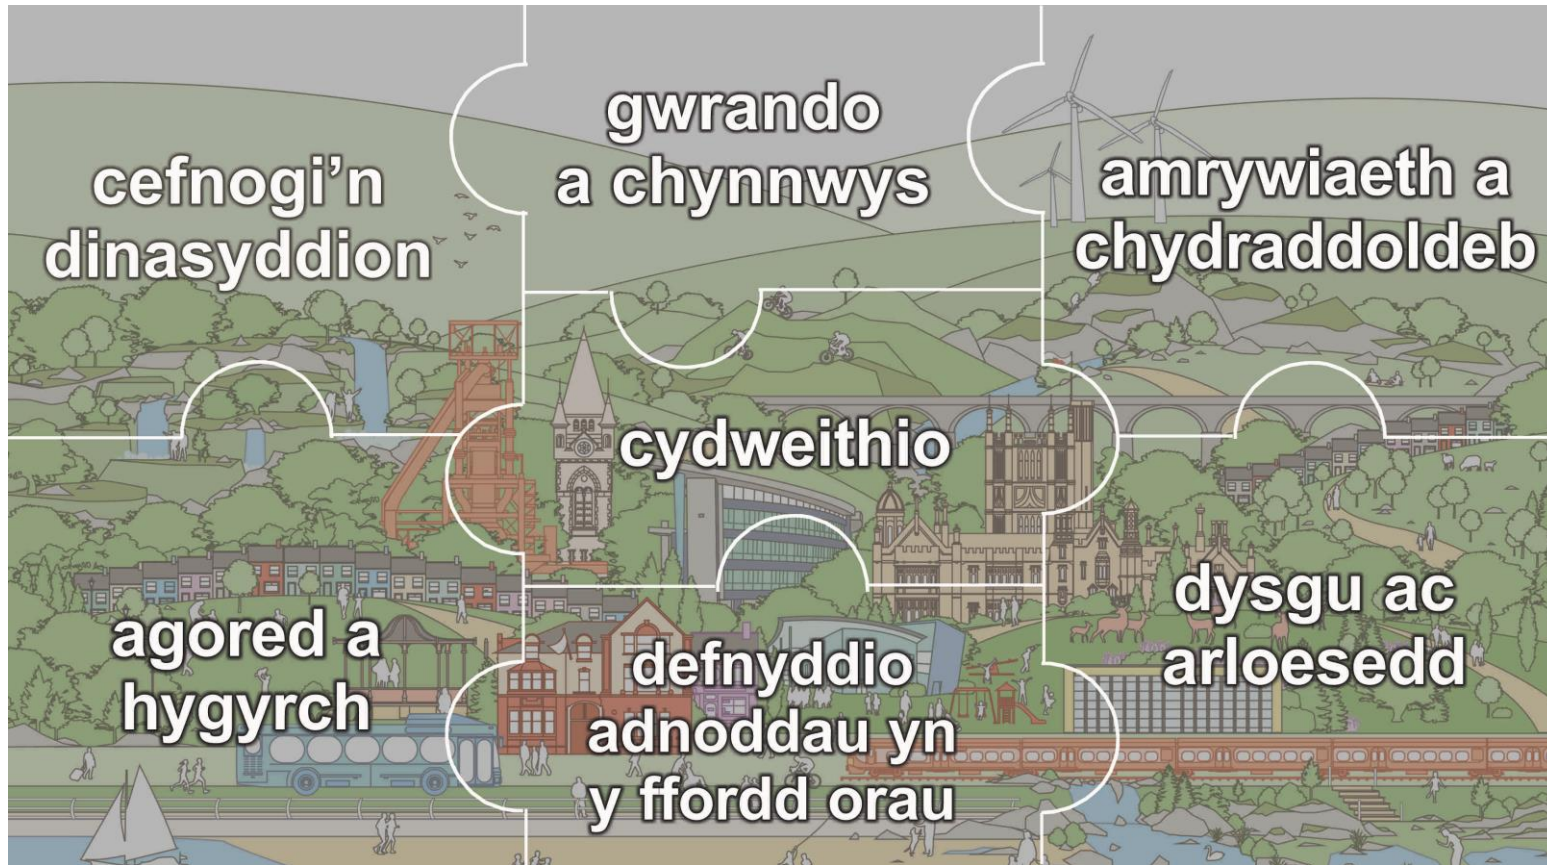 cefnogi’n
dinasyddion
gwrando
a chynnwys
amrywiaeth a
chydraddoldeb
cydweithio
agored a
hygyrch
defnyddio
adnoddau yn
y ffordd orau
dysgu ac
arloesedd